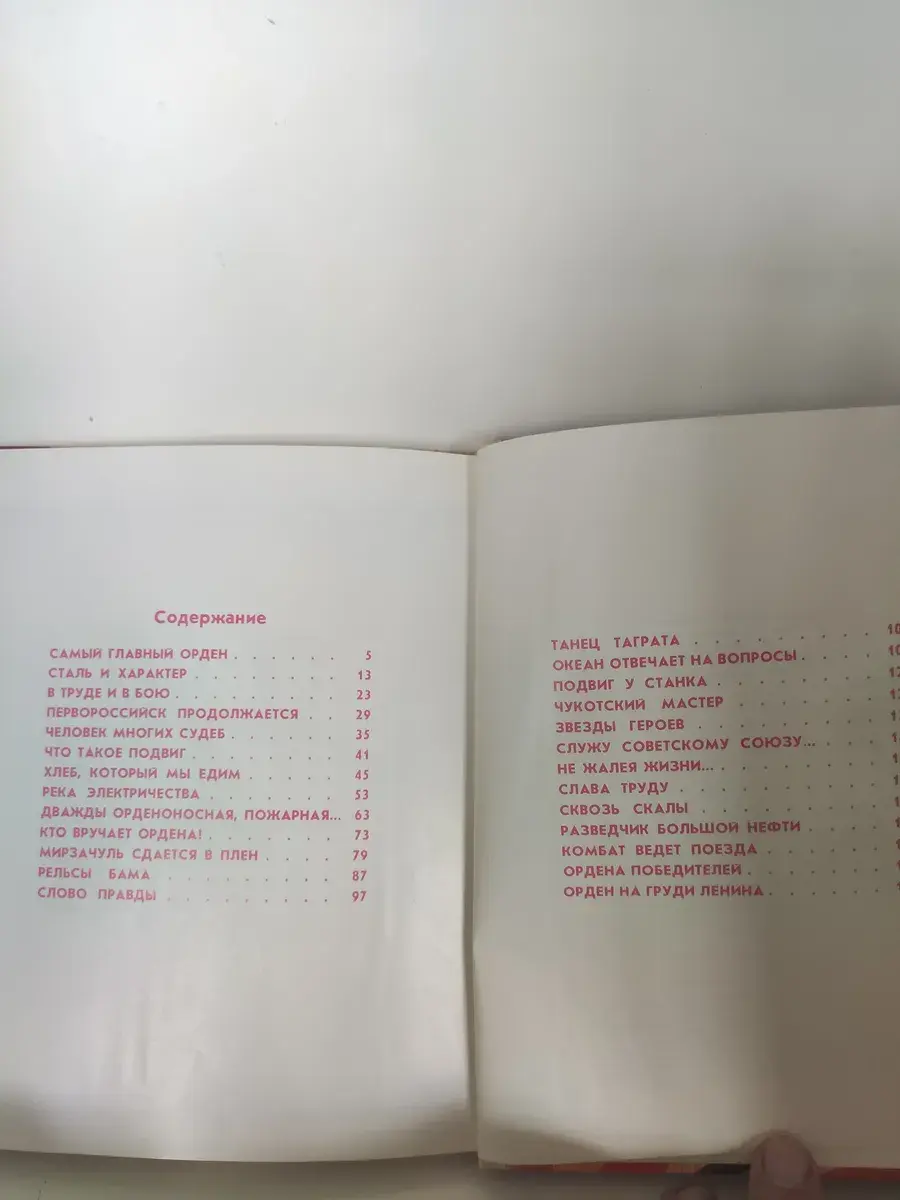 Содержание
САМЫЙ ГЛАВНЫЙ ОРДЕН . . . . . . 5
СТАЛЬ И ХАРАКТЕР . . . . . . . . 13
В ТРУДЕ И В БОЮ . . . . . . . . 23
ПЕРВОРОССИЙСК ПРОДОЛЖАЕТСЯ . . 29
ЧЕЛОВЕК МНОГИХ СУДЕБ . . . . . . 35
ЧТО ТАКОЕ ПОДВИГ . . . . . . . . 41
ХЛЕБ, КОТОРЫЙ МЫ ЕДИМ . . . . . 45
РЕКА ЭЛЕКТРИЧЕСТВА . . . . . . . 53
ДВАЖДЫ ОРДЕНОНОСНАЯ, ПОЖАРНАЯ... 63
КТО ВРУЧАЕТ ОРДЕНА! . . . . . . . 73
МИРЗАЧУЛЬ СДАЕТСЯ В ПЛЕН . . . . 79
РЕЛЬСЫ БАМА . . . . . . . . . 87
СЛОВО ПРАВДЫ . . . . . . . . . 97
ТАНЕЦ ТАГРАТА . . . . . . . . .
ОКЕАН ОТВЕЧАЕТ НА ВОПРОСЫ . . . .
ПОДВИГ У СТАНКА . . . . . . . .
ЧУКОТСКИЙ МАСТЕР . . . . . . .
ЗВЕЗДЫ ГЕРОЕВ . . . . . . . . .
СЛУЖУ СОВЕТСКОМУ СОЮЗУ... . . . .
НЕ ЖАЛЕЯ ЖИЗНИ... . . . . . . . .
СЛАВА ТРУДУ . . . . . . . . . .
СКВОЗЬ СКАЛЫ . . . . . . . . .
РАЗВЕДЧИК БОЛЬШОЙ НЕФТИ . . . .
КОМБАТ ВЕДЕТ ПОЕЗДА . . . . . .
ОРДЕНА ПОБЕДИТЕЛЕЙ . . . . . . .
ОРДЕН НА ГРУДИ ЛЕНИНА . . . . . .